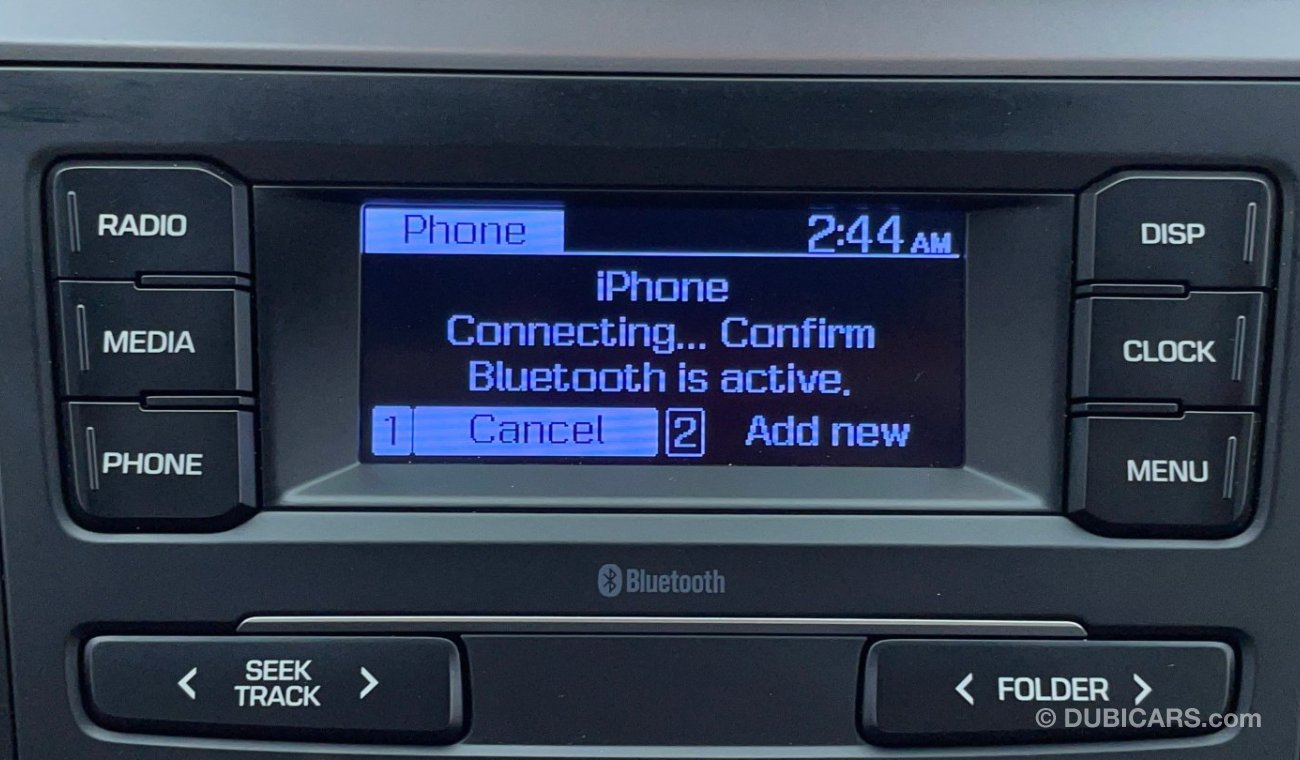 RADIO
MEDIA
PHONE
Phone 2:44 AM
iPhone
Connecting... Confirm
Bluetooth is active.
1 Cancel 2 Add new
DISP
CLOCK
MENU
Bluetooth
< SEEK >
TRACK
< FOLDER >
© DUBICARS.com